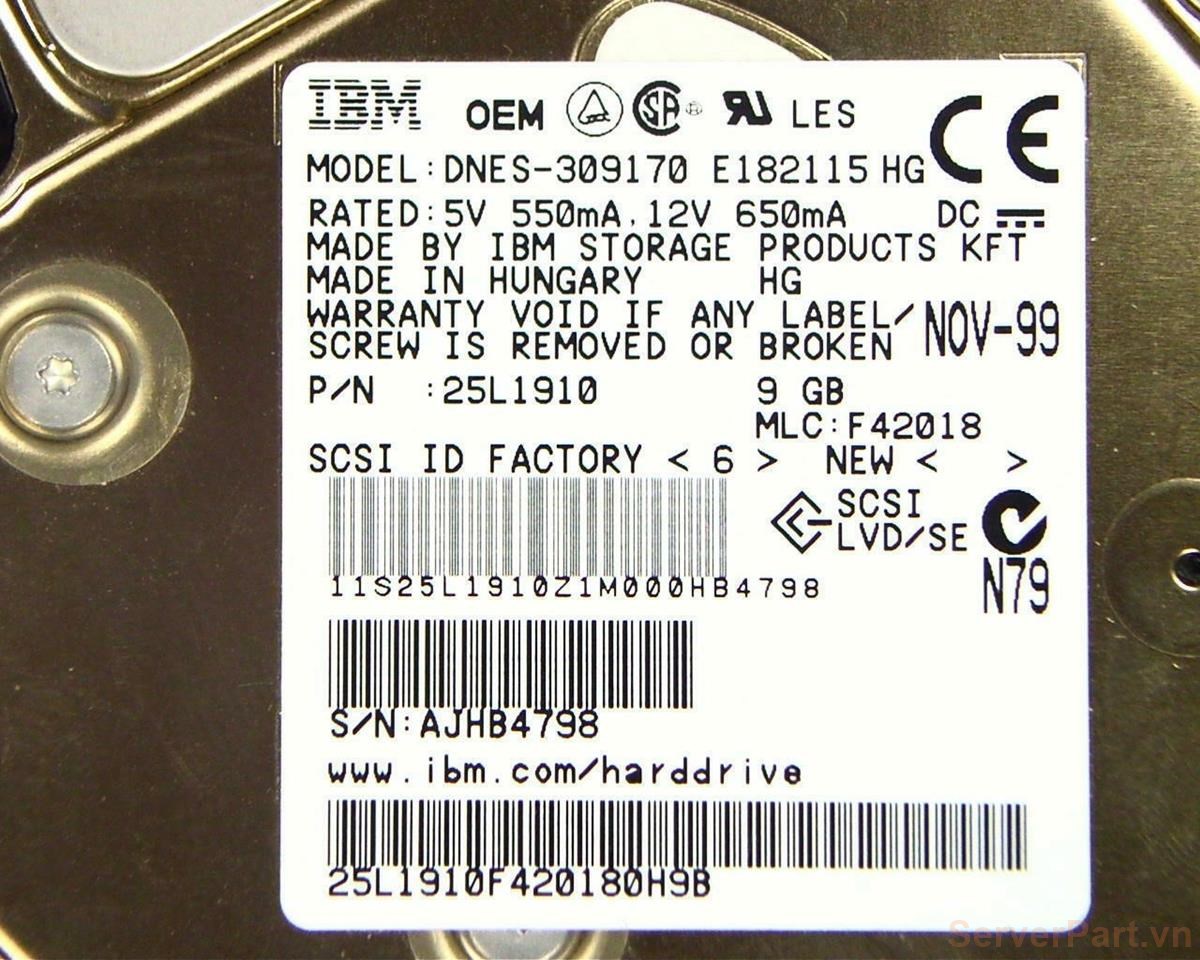 IBM OEM SA RU LES CE
MODEL:DNES-309170 E182115 HG
RATED:5V 550mA,12V 650mA DC
MADE BY IBM STORAGE PRODUCTS KFT
MADE IN HUNGARY HG
WARRANTY VOID IF ANY LABEL/
SCREW IS REMOVED OR BROKEN NOV-99
P/N :25L1910 9 GB
MLC:F42018
SCSI ID FACTORY < 6 > NEW < >
SCSI
LVD/SE
11S25L1910Z1M000HB4798
N79
S/N:AJHB4798
www.ibm.com/harddrive
25L1910F420180H9B
ServerPart.vn